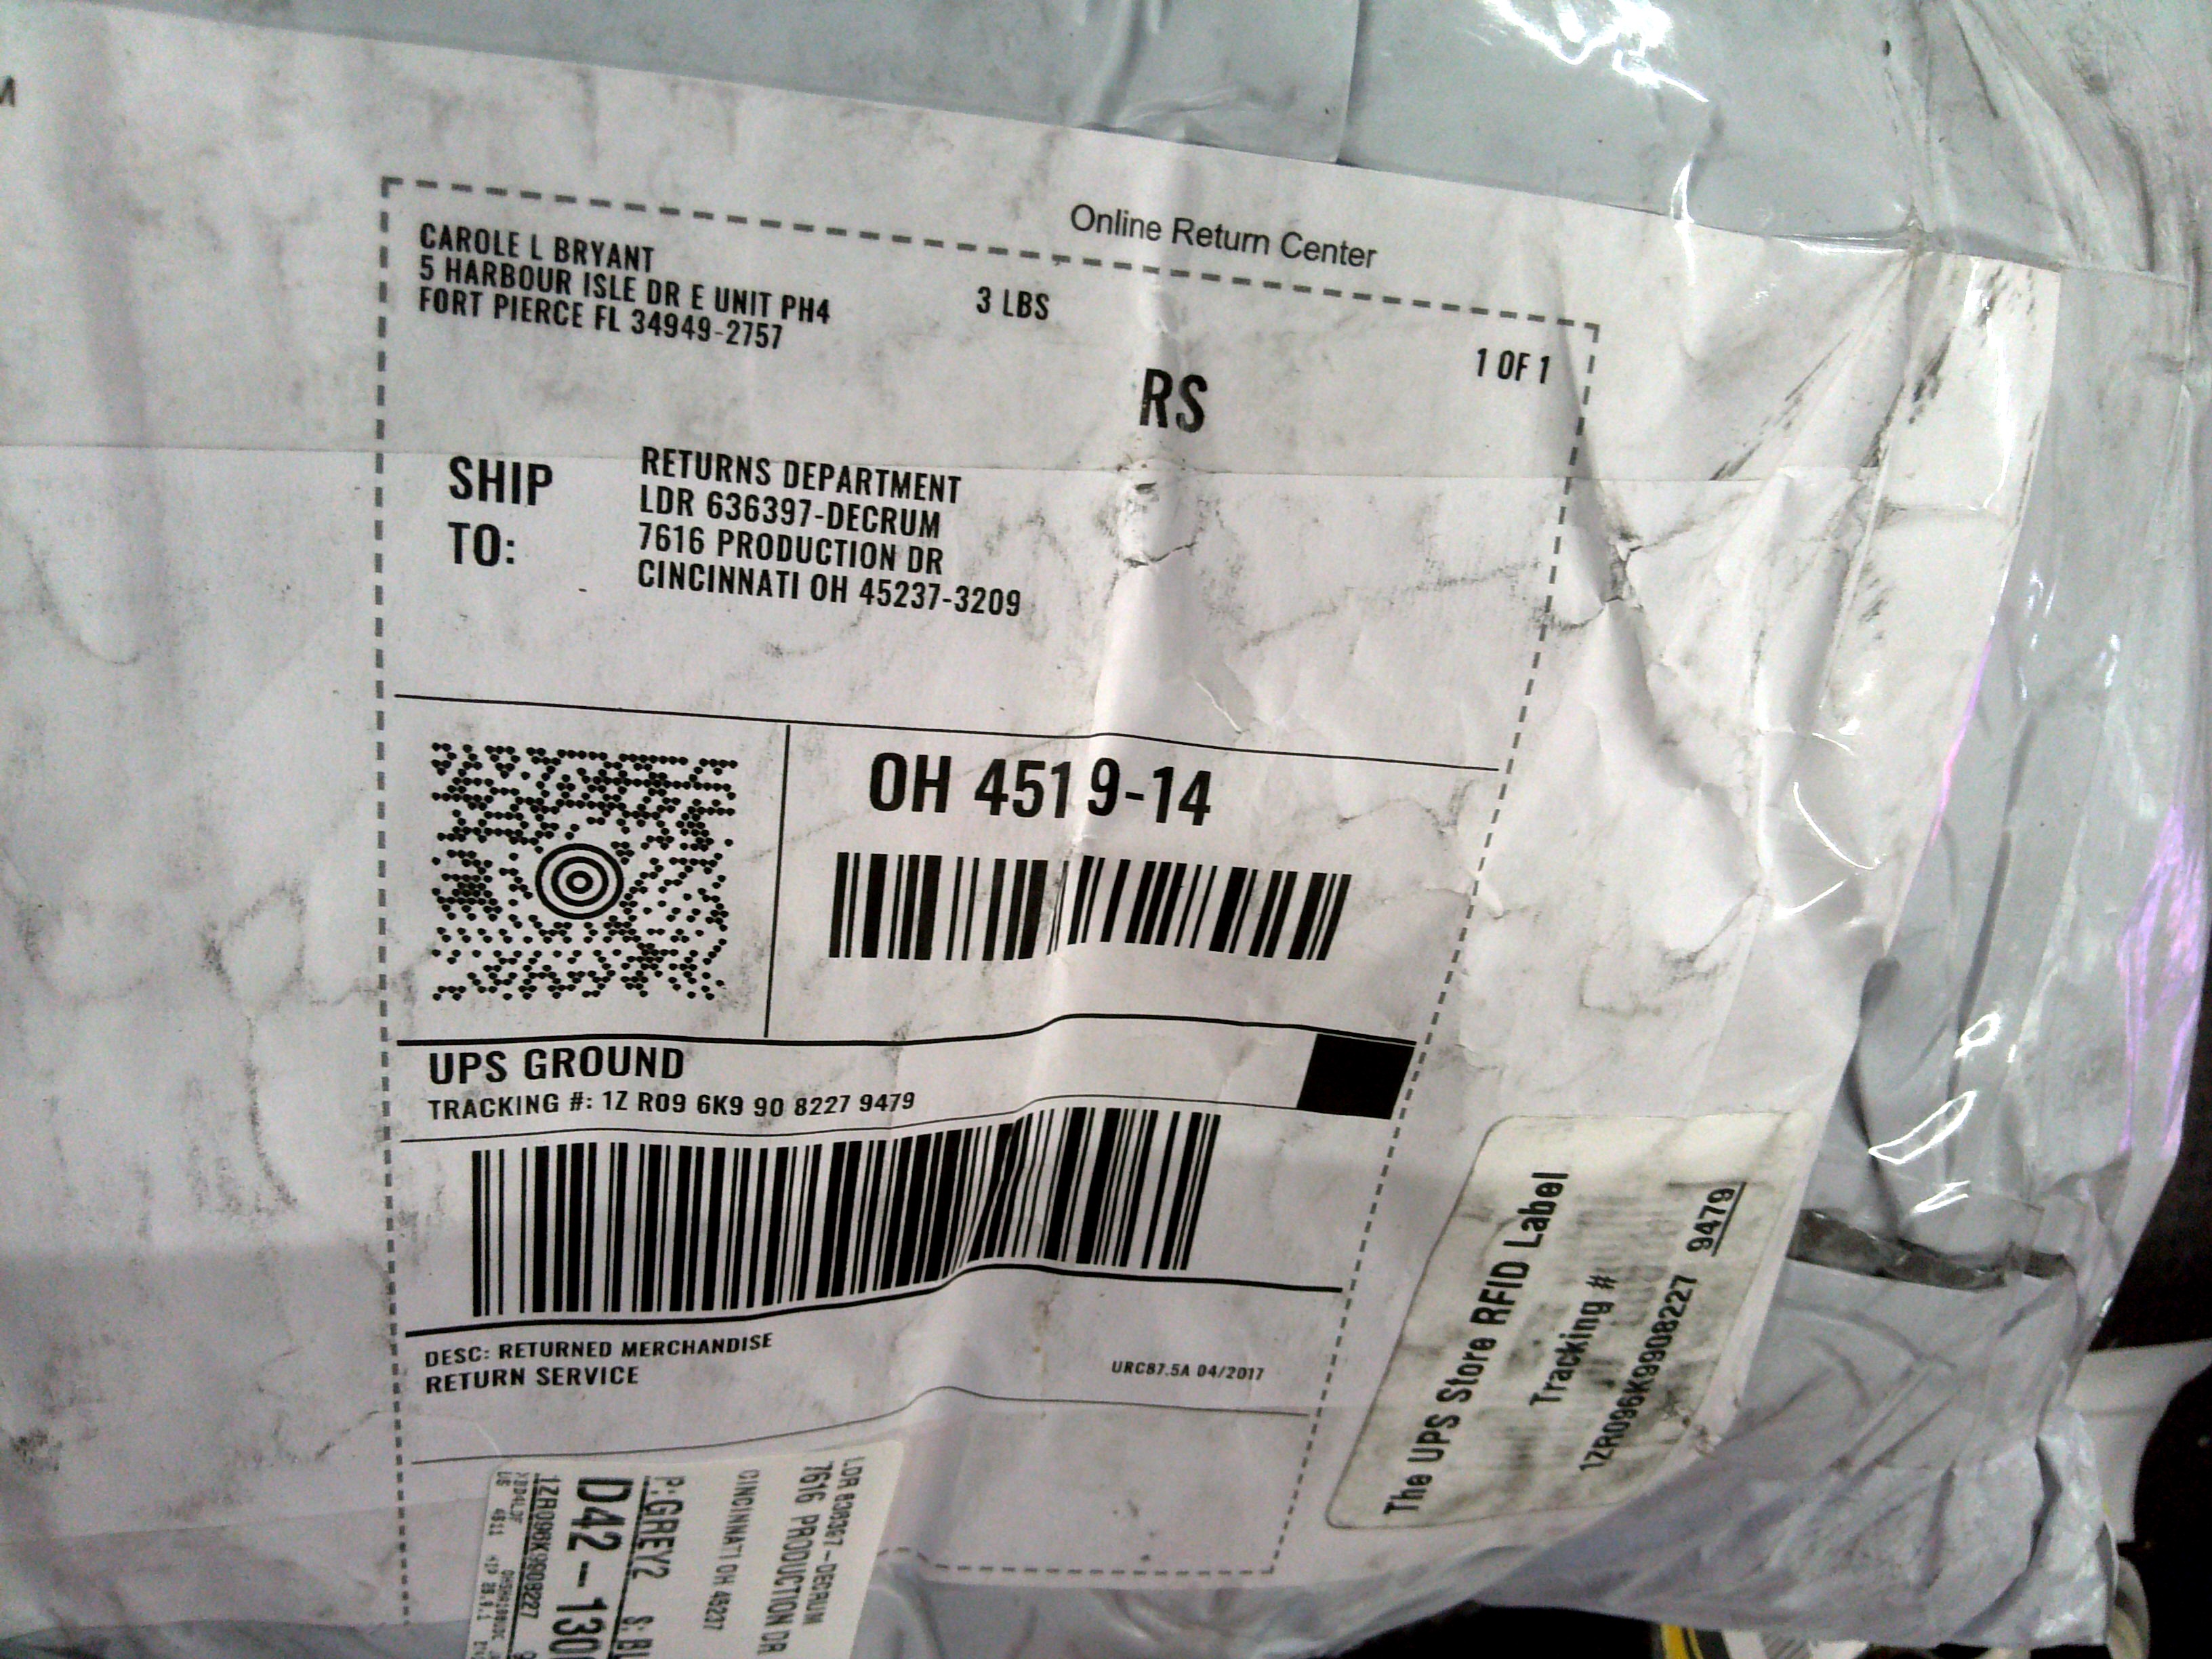 Online Return Center
CAROLE L BRYANT
5 HARBOUR ISLE DR E UNIT PH4
FORT PIERCE FL 34949-2757
3 LBS
1 OF 1
RS
SHIP
TO:
RETURNS DEPARTMENT
LDR 636397-DECRUM
7616 PRODUCTION DR
CINCINNATI OH 45237-3209
OH 451 9-14
UPS GROUND
TRACKING #: 1Z R09 6K9 90 8227 9479
DESC: RETURNED MERCHANDISE
RETURN SERVICE
URC87.5A 04/2017
The UPS Store RFID Label
Tracking #
1ZR096K9908227 9479
7616 PRODUCTION DR
CINCINNATI OH 45237
P:GREY2
D42-130
1ZR096K9908227